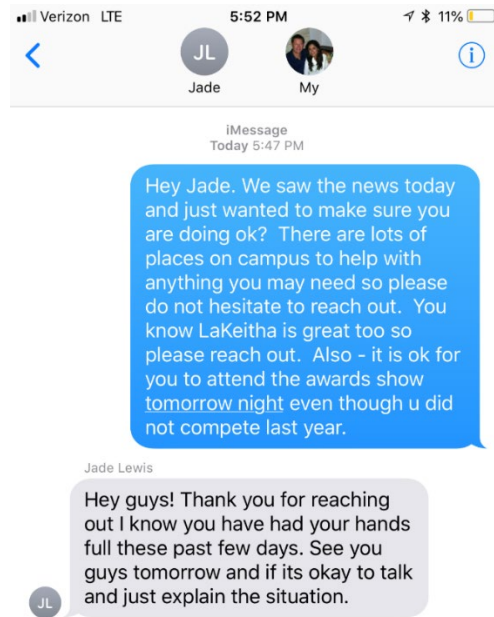 Verizon LTE 5:52 PM 11%
JL
Jade My
iMessage
Today 5:47 PM
Hey Jade. We saw the news today
and just wanted to make sure you
are doing ok? There are lots of
places on campus to help with
anything you may need so please
do not hesitate to reach out. You
know LaKeitha is great too so
please reach out. Also - it is ok for
you to attend the awards show
tomorrow night even though u did
not compete last year.
Jade Lewis
Hey guys! Thank you for reaching
out I know you have had your hands
full these past few days. See you
guys tomorrow and if its okay to talk
and just explain the situation.
JL